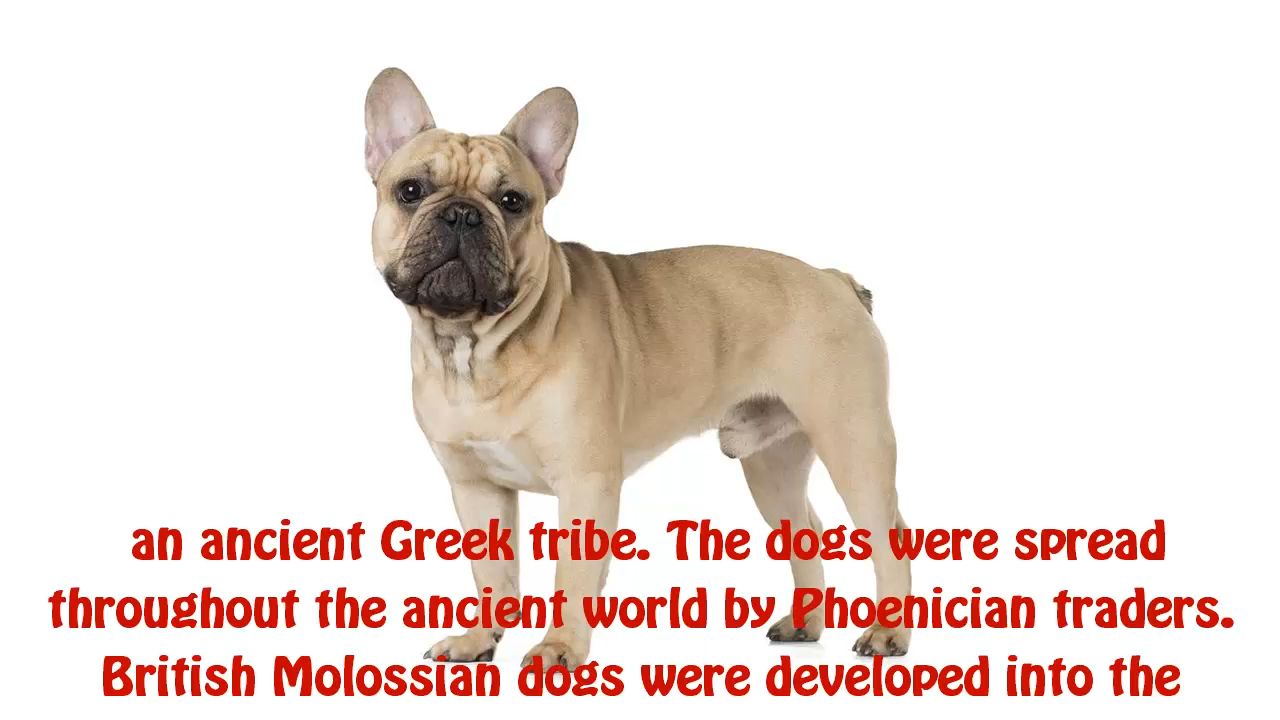 an ancient Greek tribe. The dogs were spread
throughout the ancient world by Phoenician traders.
British Molossian dogs were developed into the